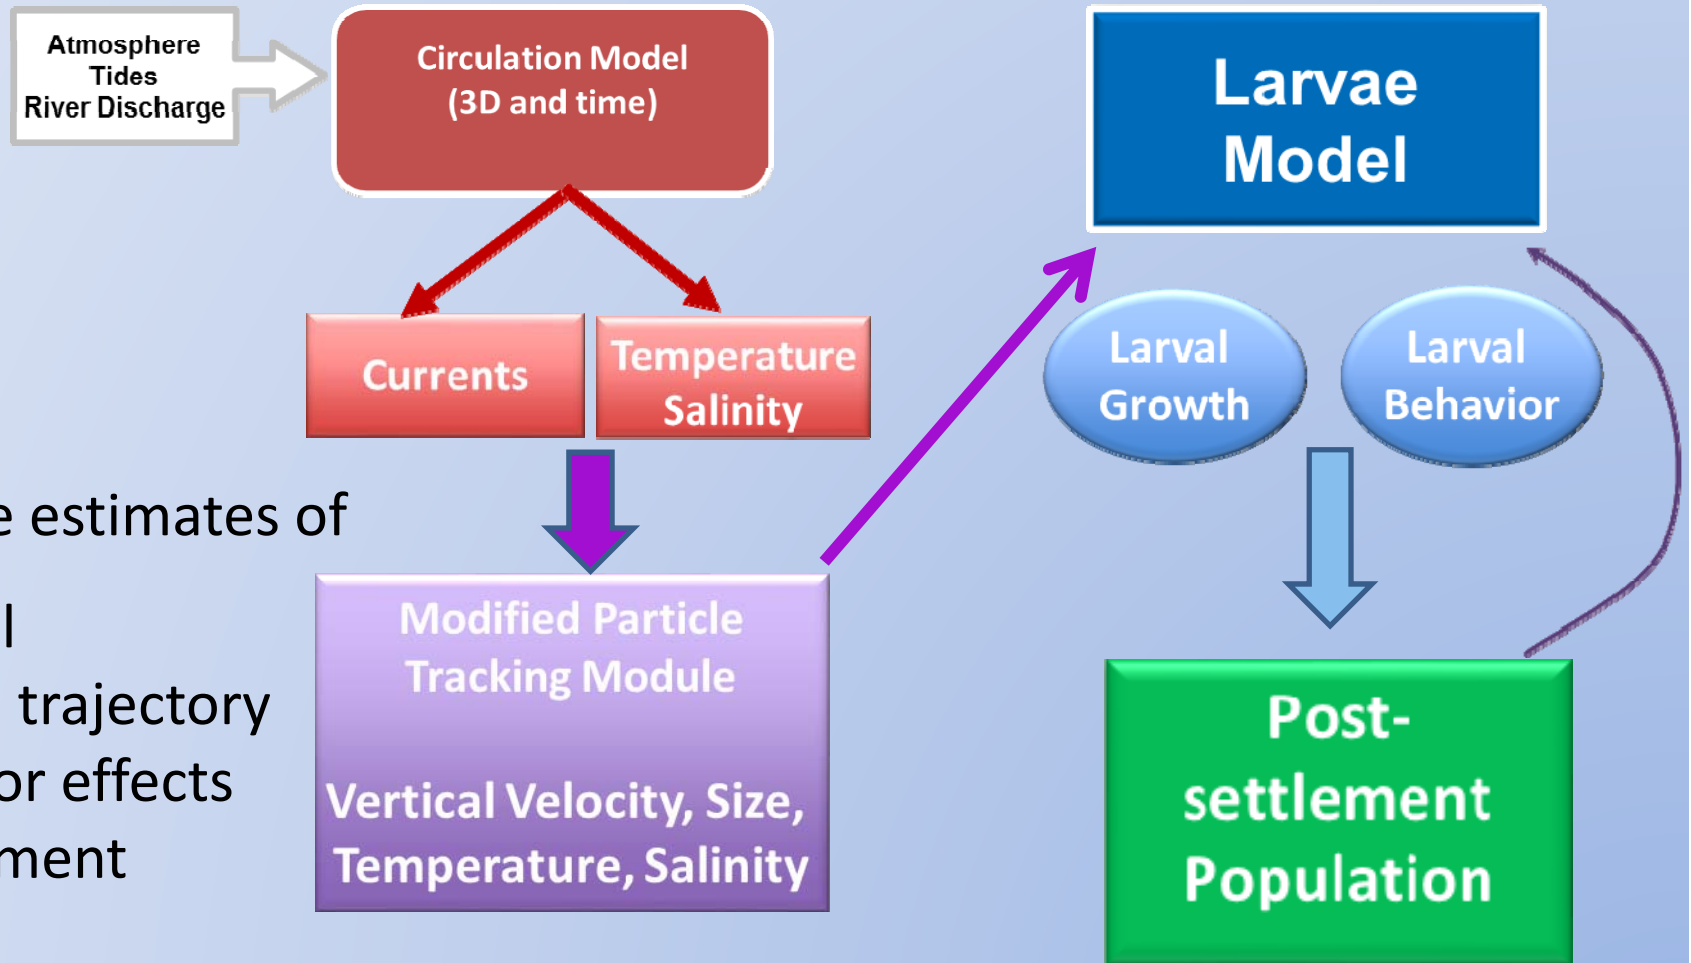 Atmosphere
Tides
River Discharge
Circulation Model
(3D and time)
Currents
Temperature
Salinity
Modified Particle
Tracking Module
Vertical Velocity, Size,
Temperature, Salinity
estimates of
trajectory
or effects
ment
Larvae
Model
Larval
Growth
Larval
Behavior
Post-
settlement
Population